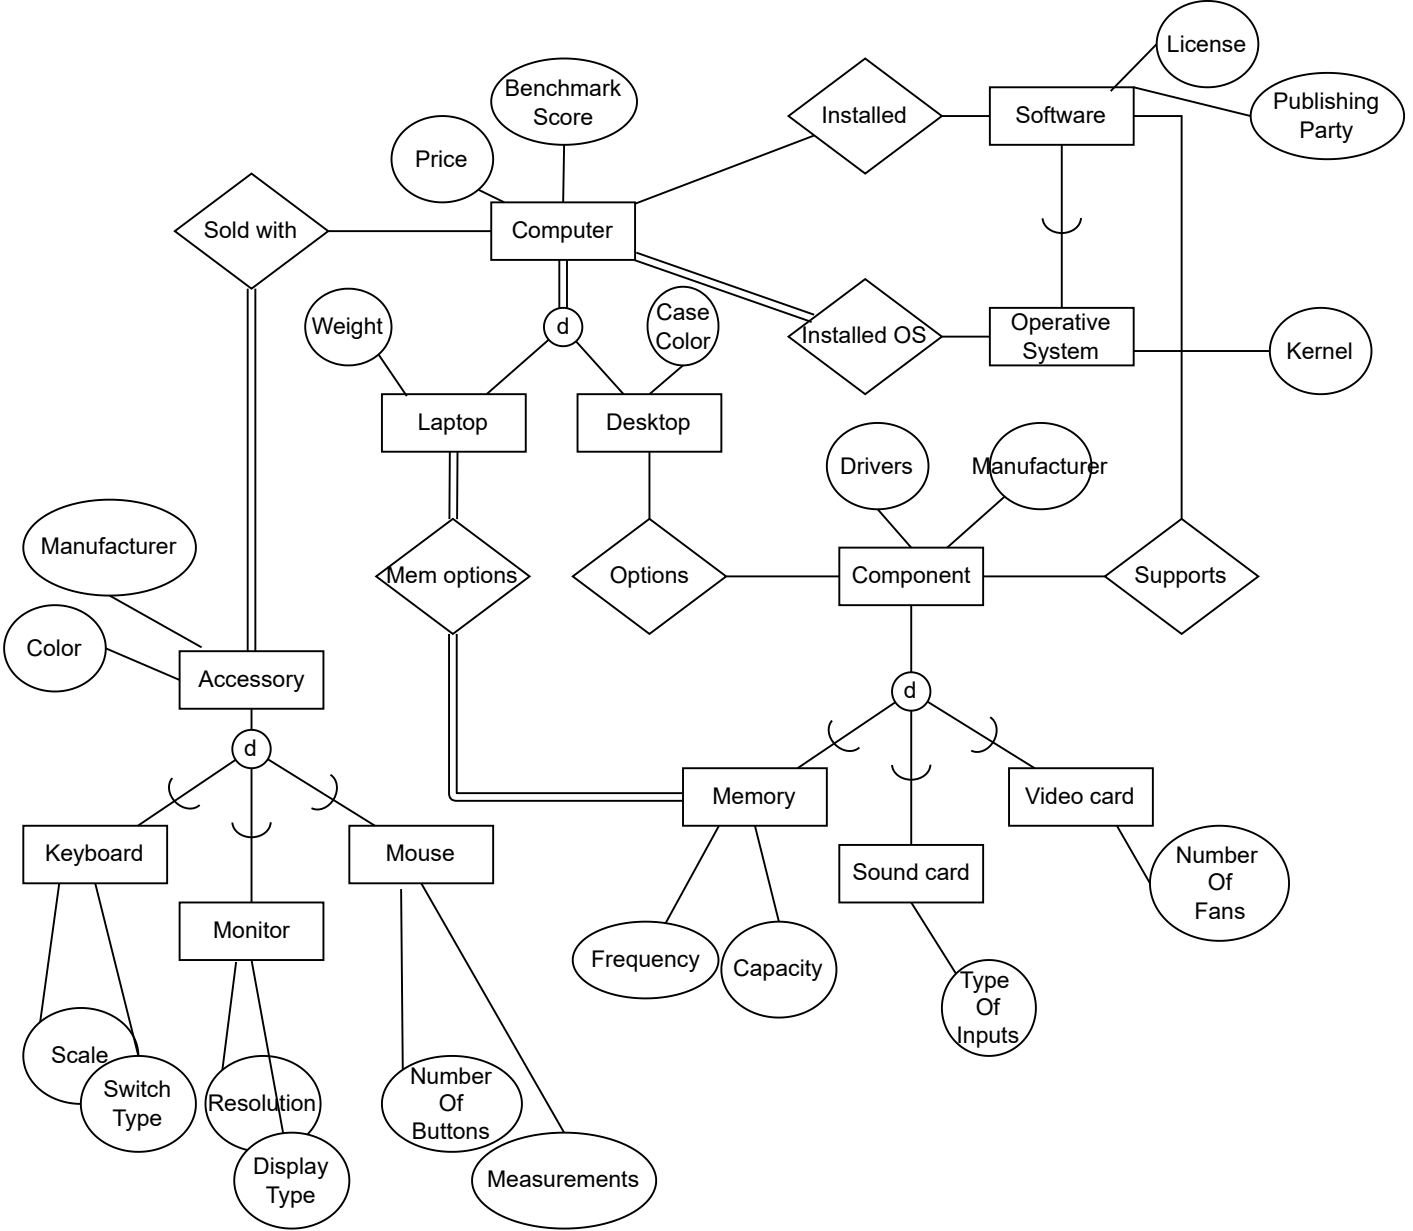 License
Benchmark
Score
Publishing
Party
Installed
Software
Price
Sold with
Computer
Weight
d
Case
Color
Installed OS
Operative
System
Kernel
Laptop
Desktop
Drivers
Manufacturer
Manufacturer
Mem options
Options
Component
Supports
Color
Accessory
d
d
Memory
Video card
Keyboard
Mouse
Sound card
Number
Of
Fans
Monitor
Frequency
Capacity
Type
Of
Inputs
Scale
Switch
Type
Resolution
Number
Of
Buttons
Display
Type
Measurements